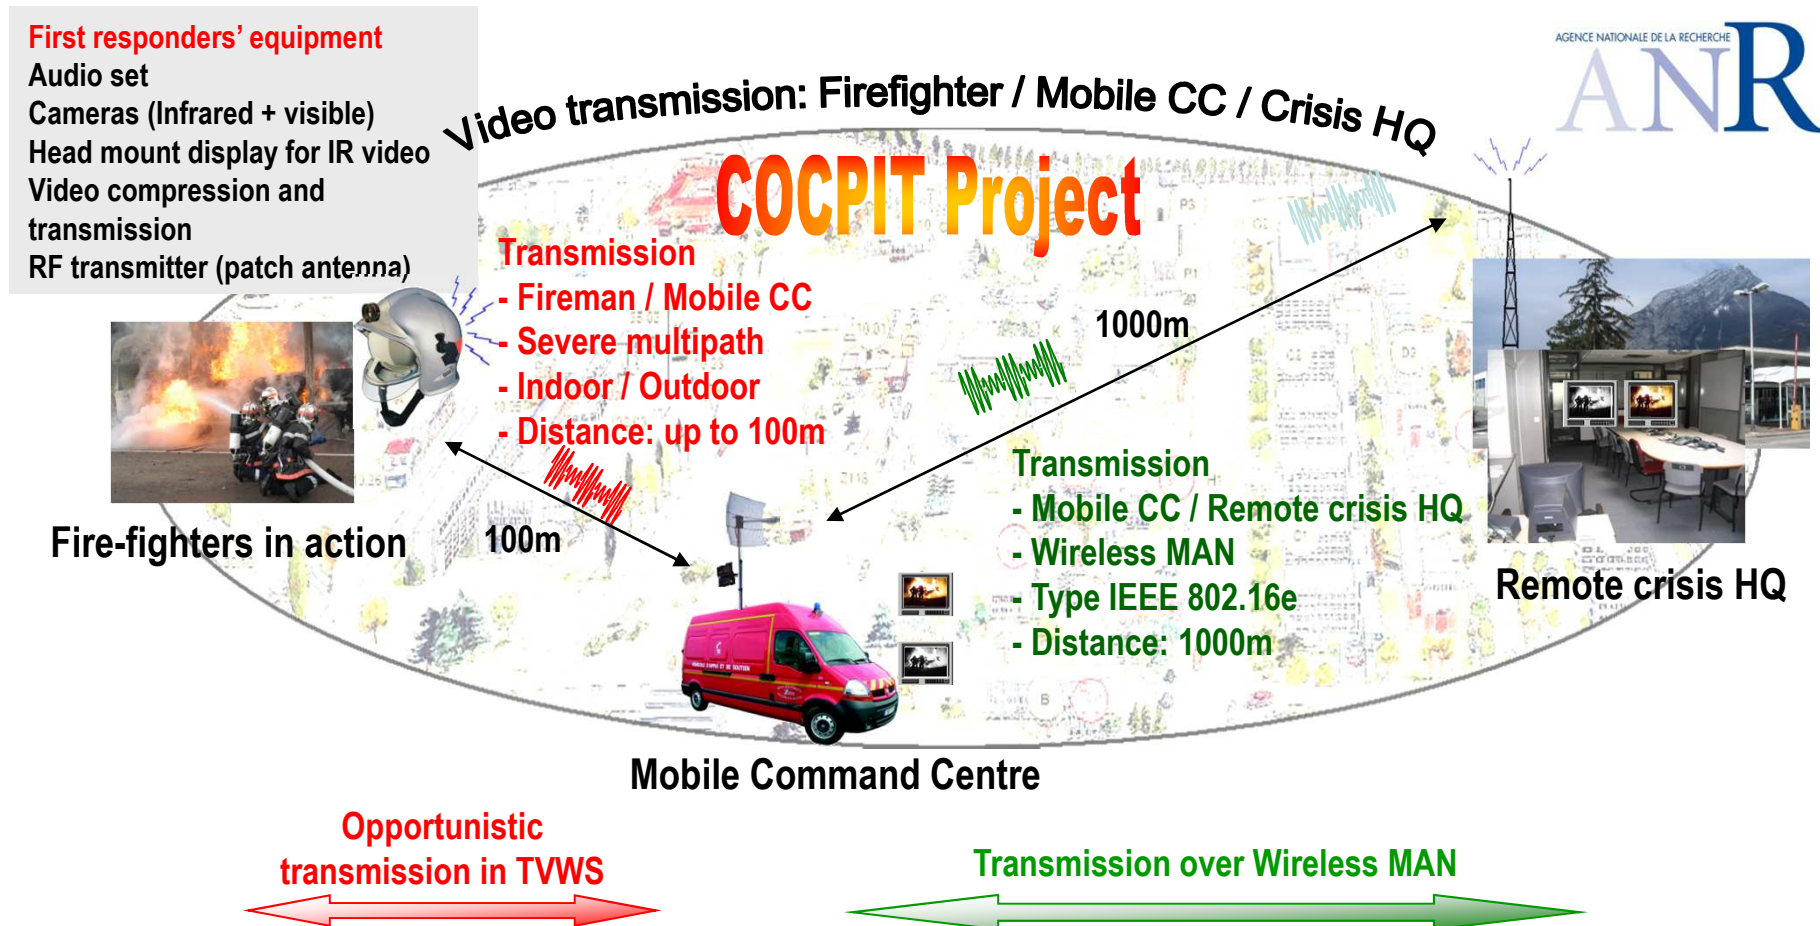 First responders’ equipment
Audio set
Cameras (Infrared + visible)
Head mount display for IR video
Video compression and
transmission
RF transmitter (patch antenna)
AGENCE NATIONALE DE LA RECHERCHE
ANR
Video transmission: Firefighter / Mobile CC / Crisis HQ
COCPIT Project
Transmission
- Fireman / Mobile CC
- Severe multipath
- Indoor / Outdoor
- Distance: up to 100m
1000m
100m
Transmission
- Mobile CC / Remote crisis HQ
- Wireless MAN
- Type IEEE 802.16e
- Distance: 1000m
Fire-fighters in action
Remote crisis HQ
Mobile Command Centre
Opportunistic
transmission in TVWS
Transmission over Wireless MAN